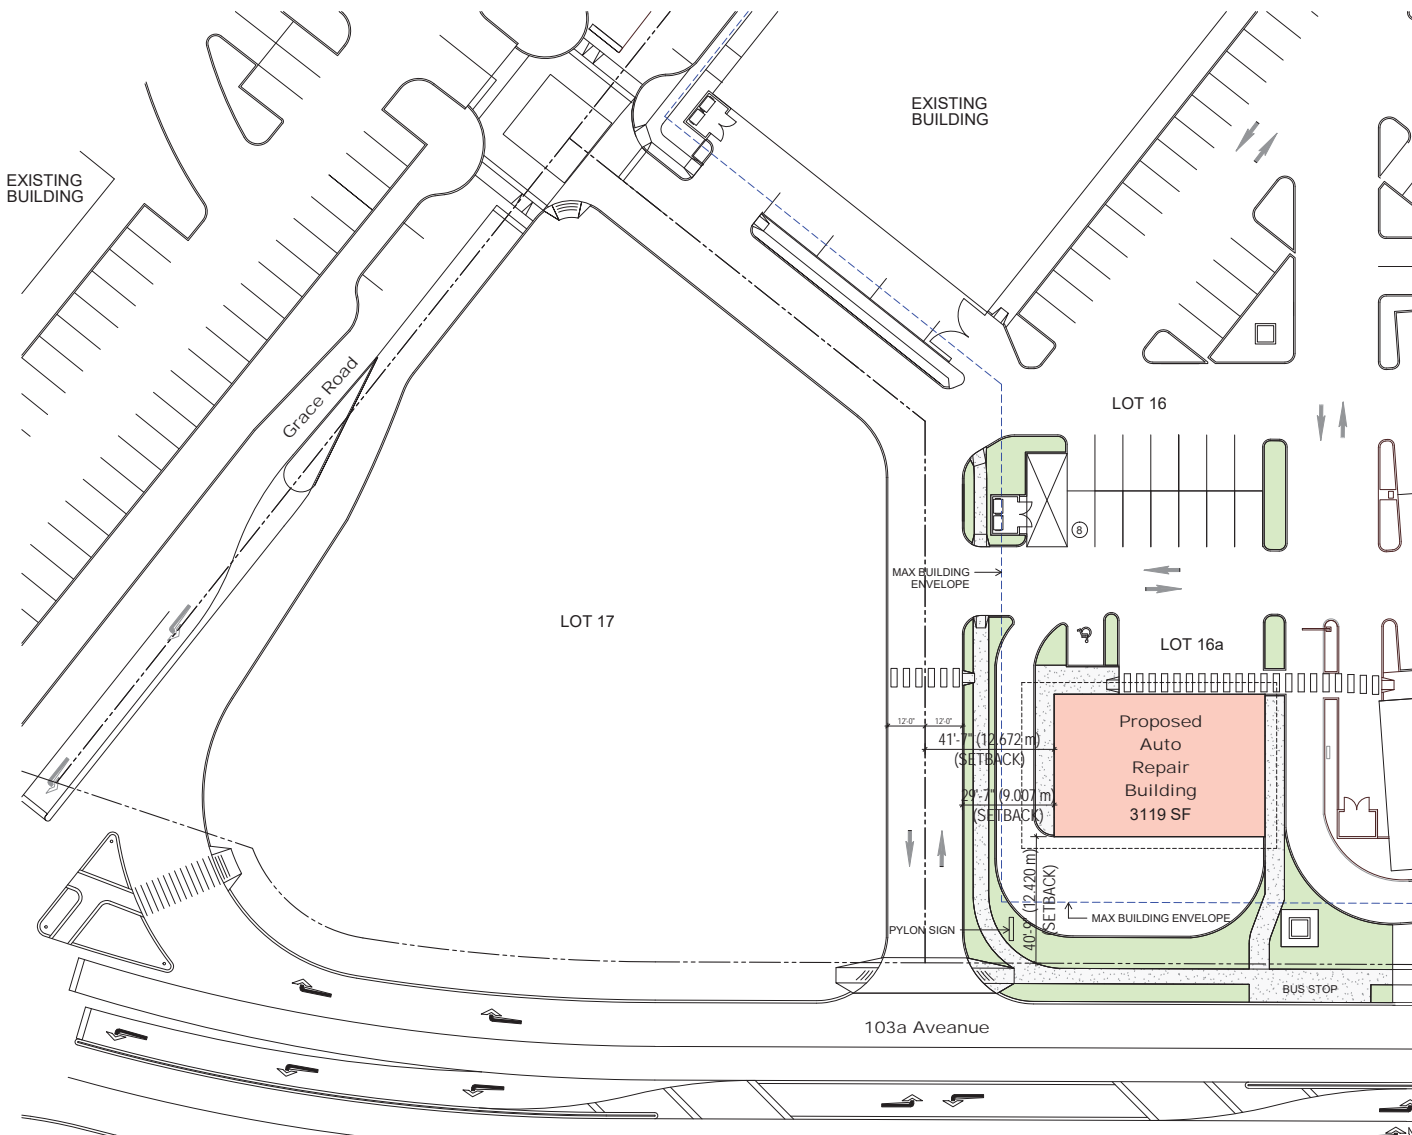 EXISTING
BUILDING
EXISTING
BUILDING
Grace Road
LOT 16
8
MAX BUILDING
ENVELOPE
LOT 17
LOT 16a
12'-0"
12'-0"
41'-7" (12.672 m)
(SETBACK)
Proposed
Auto
Repair
Building
3119 SF
29'-7" (9.007 m)
(SETBACK)
40'-9" (12.420 m)
(SETBACK)
MAX BUILDING ENVELOPE
PYLON SIGN
BUS STOP
103a Aveanue